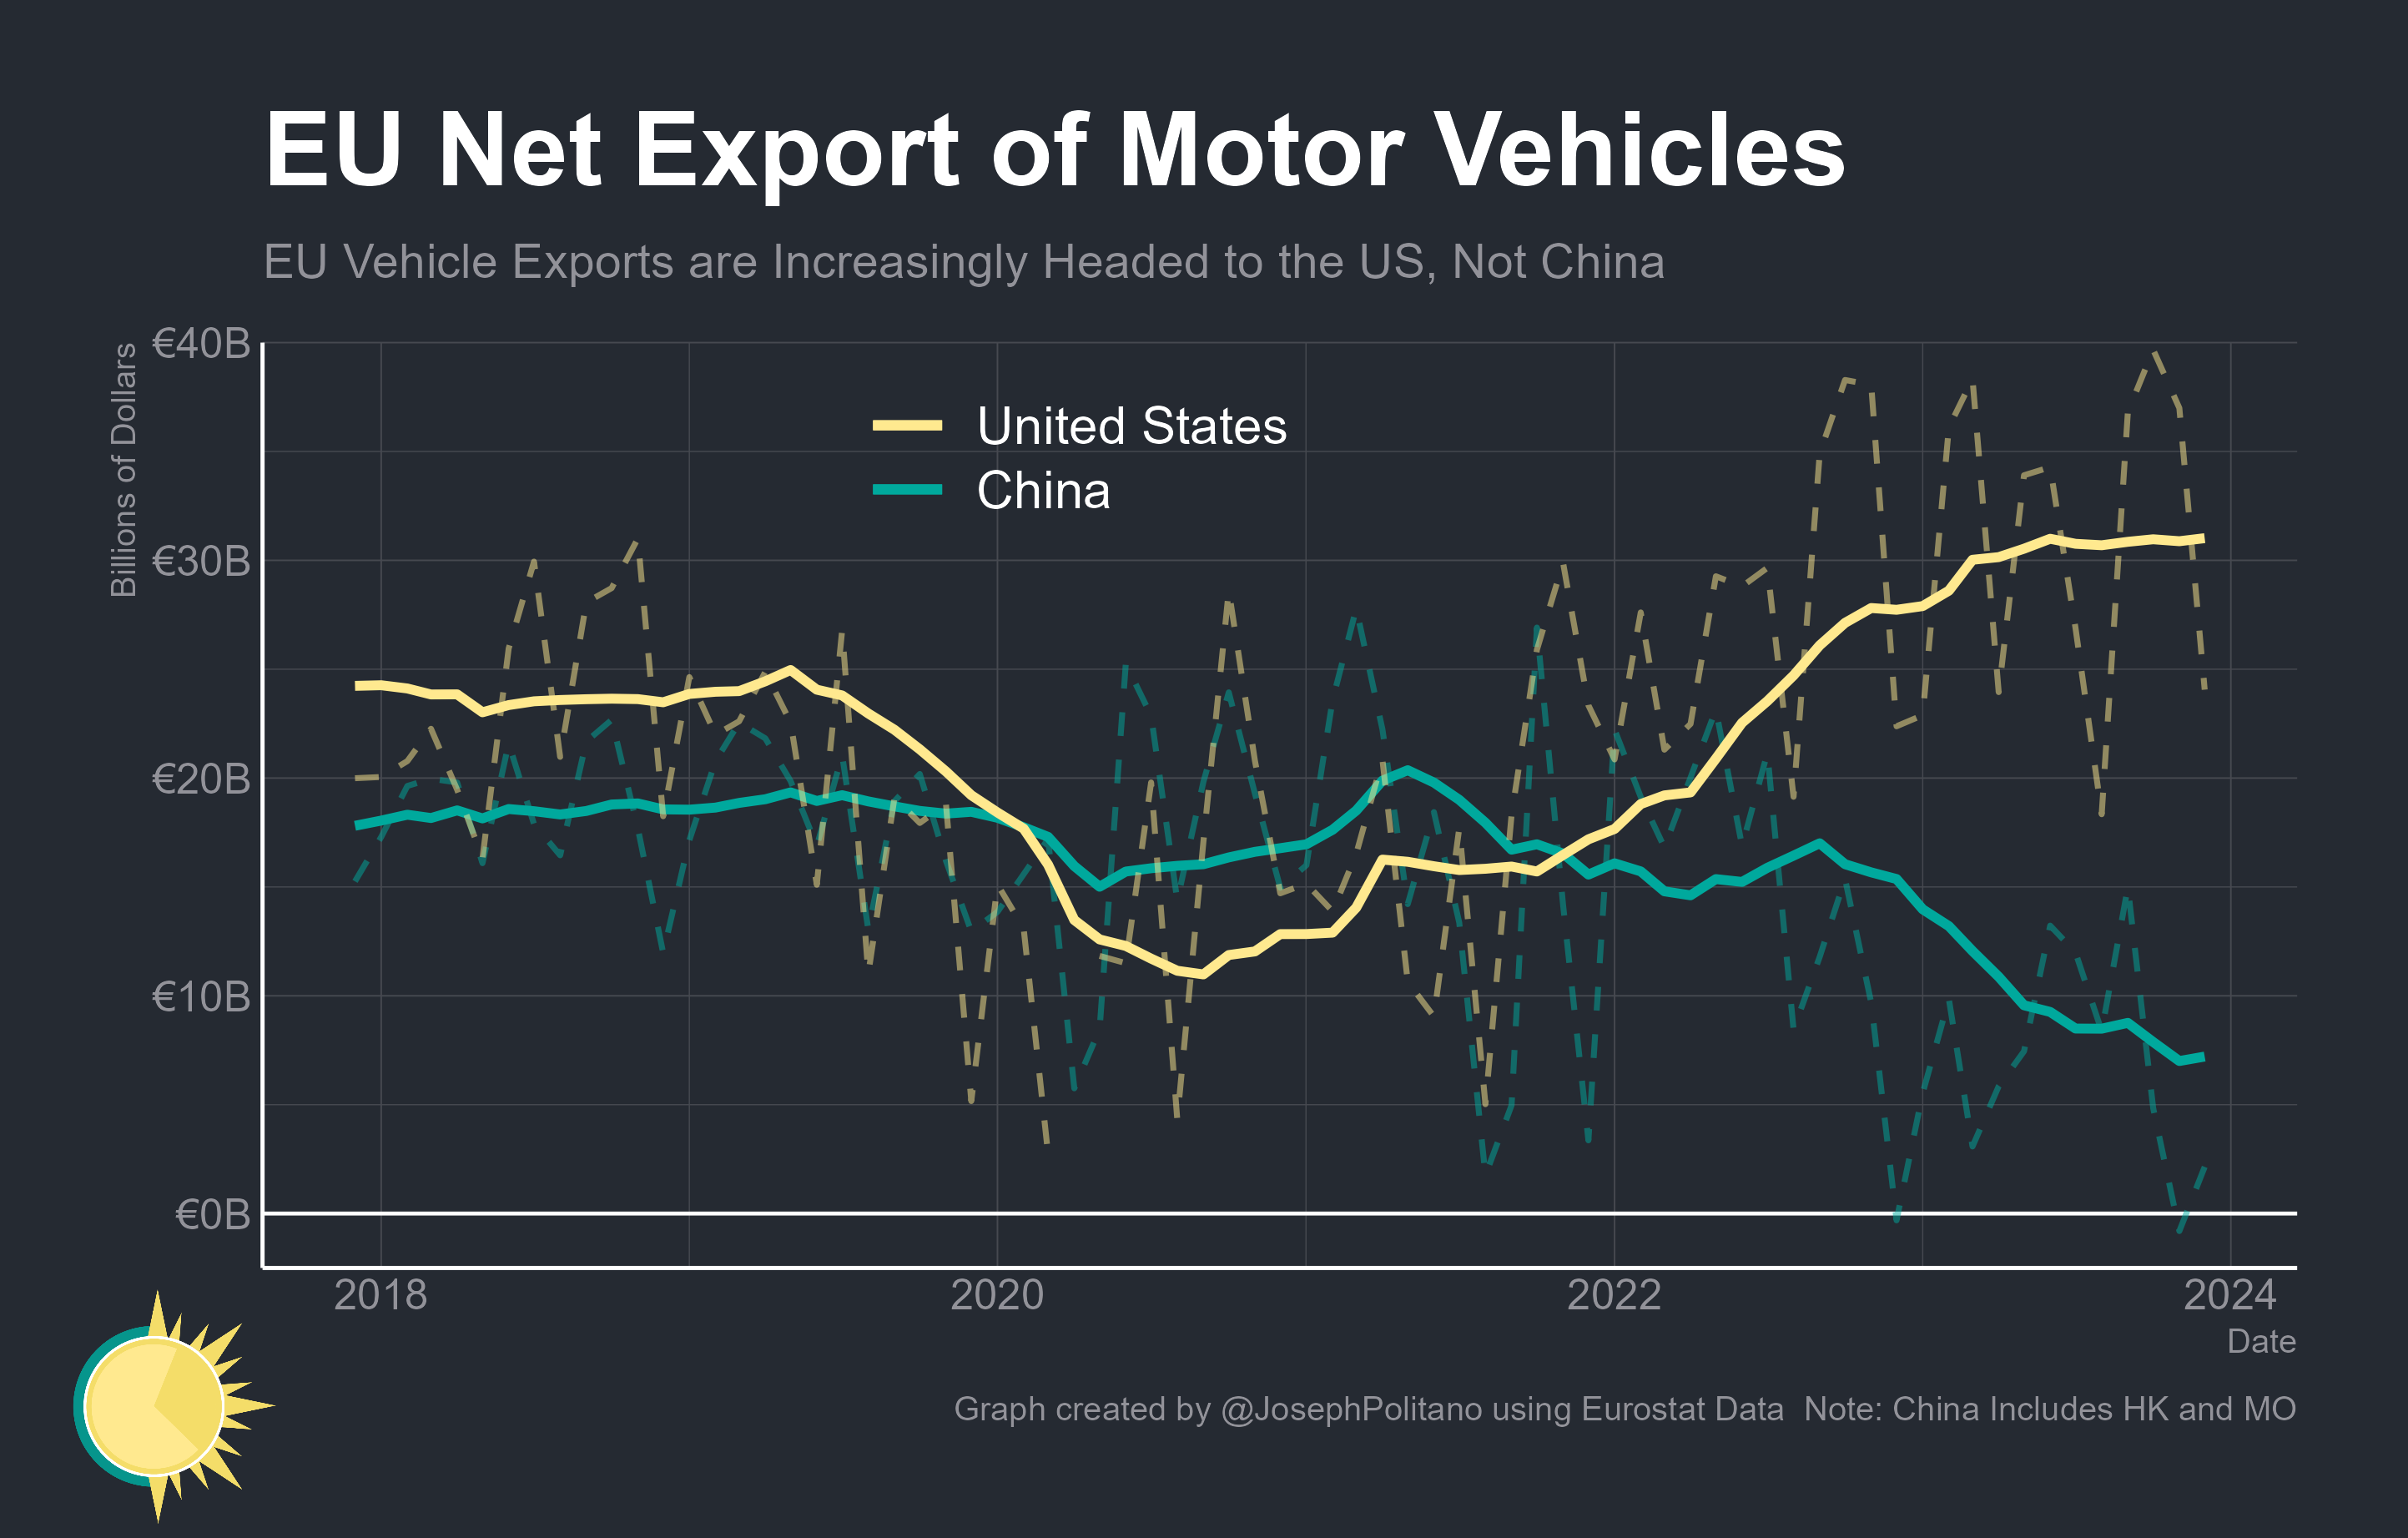 EU Net Export of Motor Vehicles
EU Vehicle Exports are Increasingly Headed to the US, Not China
Billions of Dollars
€40B
€30B
€20B
€10B
€0B
United States
China
2018
2020
2022
2024
Date
Graph created by @JosephPolitano using Eurostat Data  Note: China Includes HK and MO